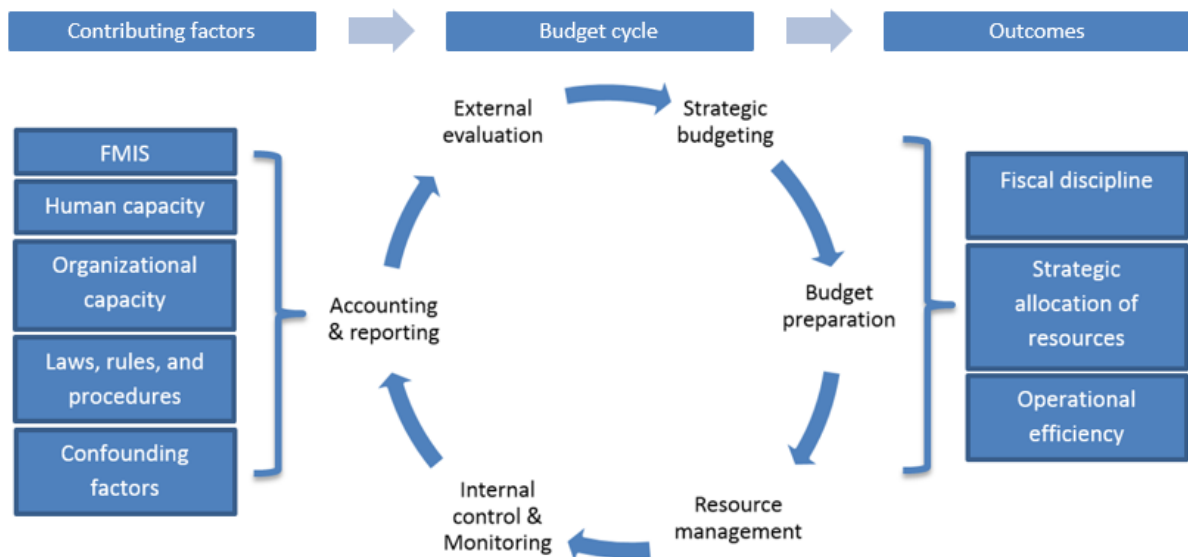 Contributing factors
Budget cycle
Outcomes
FMIS
Human capacity
Organizational
capacity
Laws, rules, and
procedures
Confounding
factors
External
evaluation
Strategic
budgeting
Budget
preparation
Resource
management
Internal
control &
Monitoring
Accounting
& reporting
Fiscal discipline
Strategic
allocation of
resources
Operational
efficiency